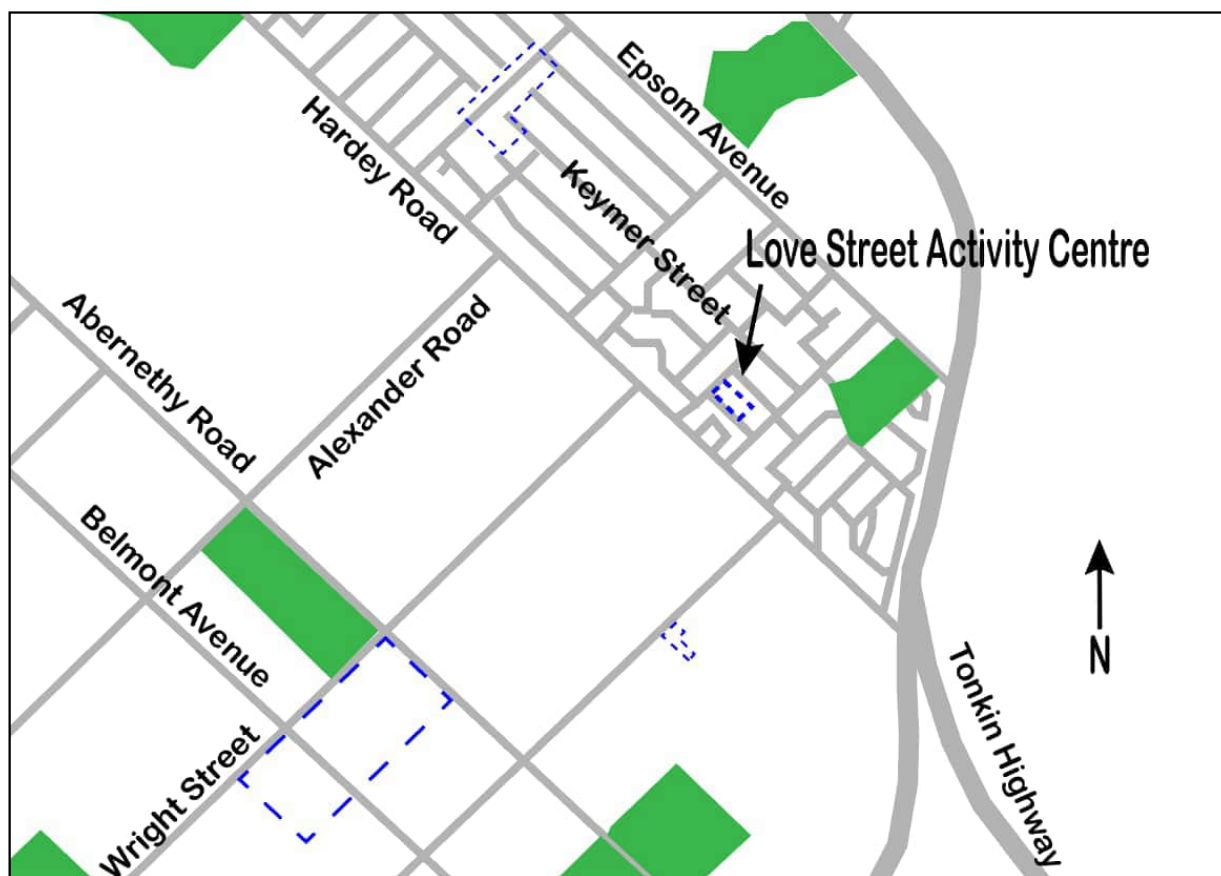 Epsom Avenue
Hardey Road
Keymer Street
Love Street Activity Centre
Abernethy Road
Alexander Road
Belmont Avenue
N
Tonkin Highway
Wright Street